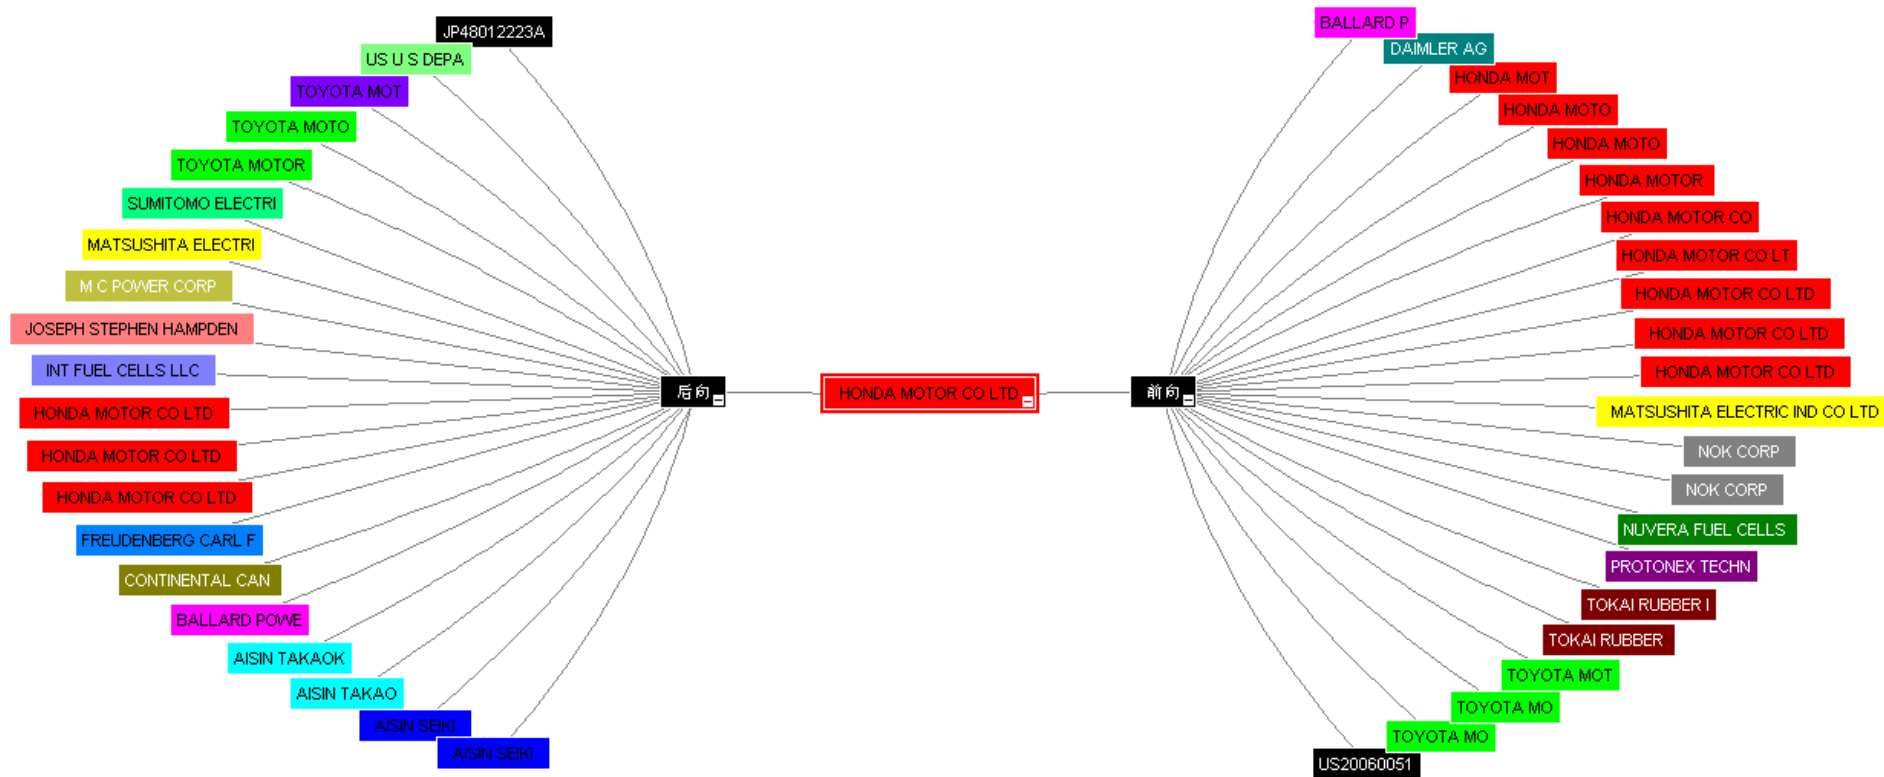 JP48012223A
US U S DEPA
TOYOTA MOT
TOYOTA MOTO
TOYOTA MOTOR
SUMITOMO ELECTRI
MATSUSHITA ELECTRI
M C POWER CORP
JOSEPH STEPHEN HAMPDEN
INT FUEL CELLS LLC
HONDA MOTOR CO LTD
HONDA MOTOR CO LTD
HONDA MOTOR CO LTD
FREUDENBERG CARL F
CONTINENTAL CAN
BALLARD POWE
AISIN TAKAOK
AISIN TAKAO
AISIN SEIKI
AISIN SEIKI
后向
HONDA MOTOR CO LTD
前向
BALLARD P
DAIMLER AG
HONDA MOT
HONDA MOTO
HONDA MOTO
HONDA MOTOR
HONDA MOTOR CO
HONDA MOTOR CO LT
HONDA MOTOR CO LTD
HONDA MOTOR CO LTD
HONDA MOTOR CO LTD
MATSUSHITA ELECTRIC IND CO LTD
NOK CORP
NOK CORP
NUVERA FUEL CELLS
PROTONEX TECHN
TOKAI RUBBER I
TOKAI RUBBER
TOYOTA MOT
TOYOTA MO
TOYOTA MO
US20060051